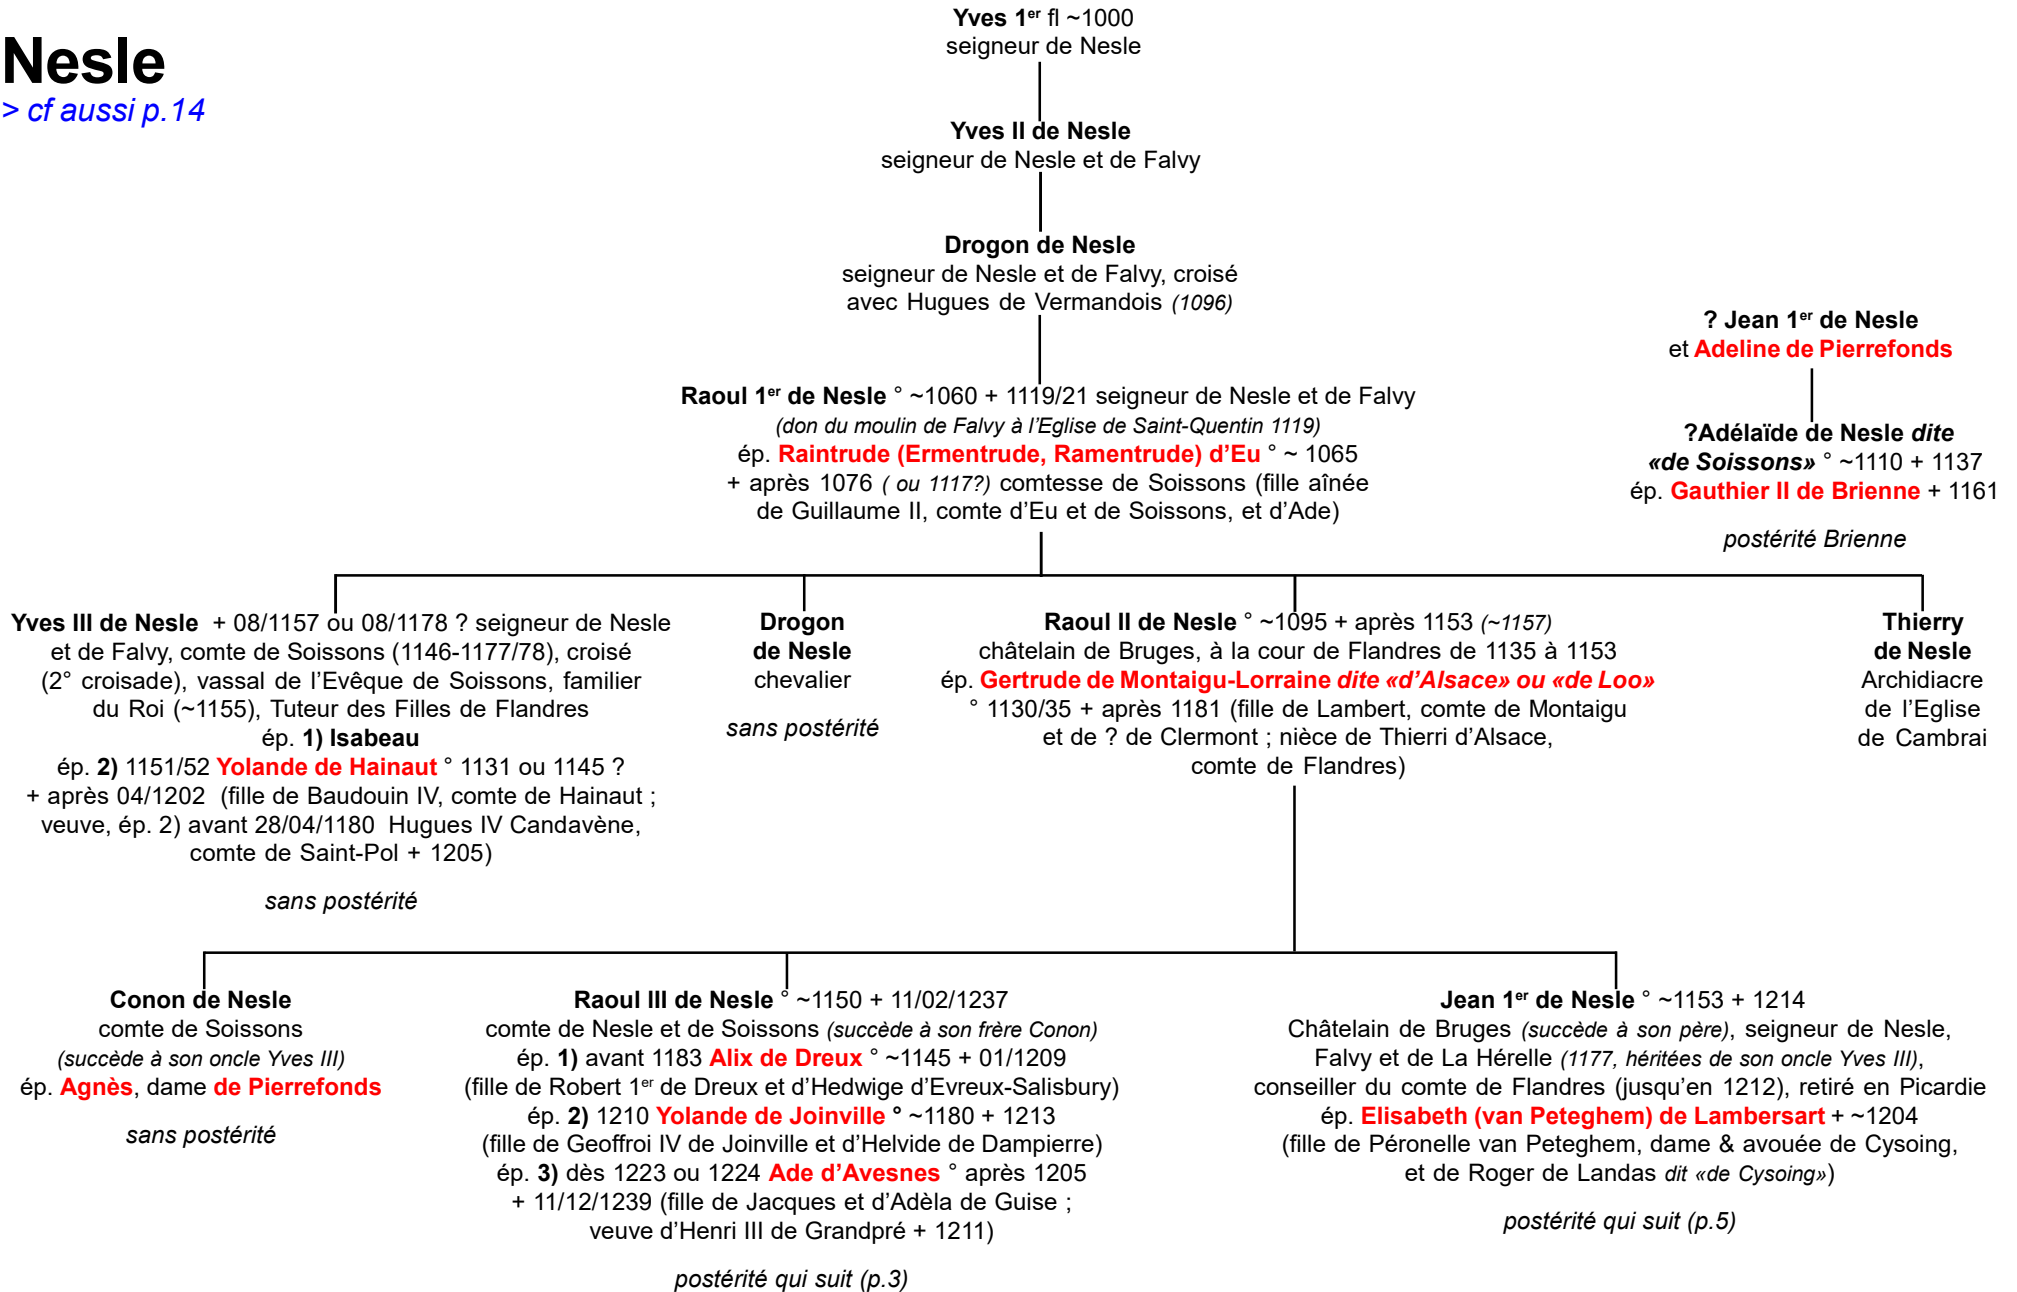 Nesle
> cf aussi p.14
Yves 1er fl ~1000
seigneur de Nesle
Yves II de Nesle
seigneur de Nesle et de Falvy
Drogon de Nesle
seigneur de Nesle et de Falvy, croisé
avec Hugues de Vermandois (1096)
? Jean 1er de Nesle
et Adeline de Pierrefonds
?Adélaïde de Nesle dite
«de Soissons» ° ~1110 + 1137
ép. Gauthier II de Brienne + 1161
postérité Brienne
Raoul 1er de Nesle ° ~1060 + 1119/21 seigneur de Nesle et de Falvy
(don du moulin de Falvy à l'Eglise de Saint-Quentin 1119)
ép. Raintrude (Ermentrude, Ramentrude) d'Eu ° ~ 1065
+ après 1076 ( ou 1117?) comtesse de Soissons (fille aînée
de Guillaume II, comte d'Eu et de Soissons, et d'Ade)
Yves III de Nesle + 08/1157 ou 08/1178 ? seigneur de Nesle
et de Falvy, comte de Soissons (1146-1177/78), croisé
(2° croisade), vassal de l'Evêque de Soissons, familier
du Roi (~1155), Tuteur des Filles de Flandres
ép. 1) Isabeau
ép. 2) 1151/52 Yolande de Hainaut ° 1131 ou 1145 ?
+ après 04/1202 (fille de Baudouin IV, comte de Hainaut ;
veuve, ép. 2) avant 28/04/1180 Hugues IV Candavène,
comte de Saint-Pol + 1205)
sans postérité
Drogon
de Nesle
chevalier
sans postérité
Raoul II de Nesle ° ~1095 + après 1153 (~1157)
châtelain de Bruges, à la cour de Flandres de 1135 à 1153
ép. Gertrude de Montaigu-Lorraine dite «d'Alsace» ou «de Loo»
° 1130/35 + après 1181 (fille de Lambert, comte de Montaigu
et de ? de Clermont ; nièce de Thierri d'Alsace,
comte de Flandres)
Thierry
de Nesle
Archidiacre
de l'Eglise
de Cambrai
Conon de Nesle
comte de Soissons
(succède à son oncle Yves III)
ép. Agnès, dame de Pierrefonds
sans postérité
Raoul III de Nesle ° ~1150 + 11/02/1237
comte de Nesle et de Soissons (succède à son frère Conon)
ép. 1) avant 1183 Alix de Dreux ° ~1145 + 01/1209
(fille de Robert 1er de Dreux et d'Hedwige d'Evreux-Salisbury)
ép. 2) 1210 Yolande de Joinville ° ~1180 + 1213
(fille de Geoffroi IV de Joinville et d'Helvide de Dampierre)
ép. 3) dès 1223 ou 1224 Ade d'Avesnes ° après 1205
+ 11/12/1239 (fille de Jacques et d'Adèla de Guise ;
veuve d'Henri III de Grandpré + 1211)
postérité qui suit (p.3)
Jean 1er de Nesle ° ~1153 + 1214
Châtelain de Bruges (succède à son père), seigneur de Nesle,
Falvy et de La Hérelle (1177, héritées de son oncle Yves III),
conseiller du comte de Flandres (jusqu'en 1212), retiré en Picardie
ép. Elisabeth (van Peteghem) de Lambersart + ~1204
(fille de Péronelle van Peteghem, dame & avouée de Cysoing,
et de Roger de Landas dit «de Cysoing»)
postérité qui suit (p.5)